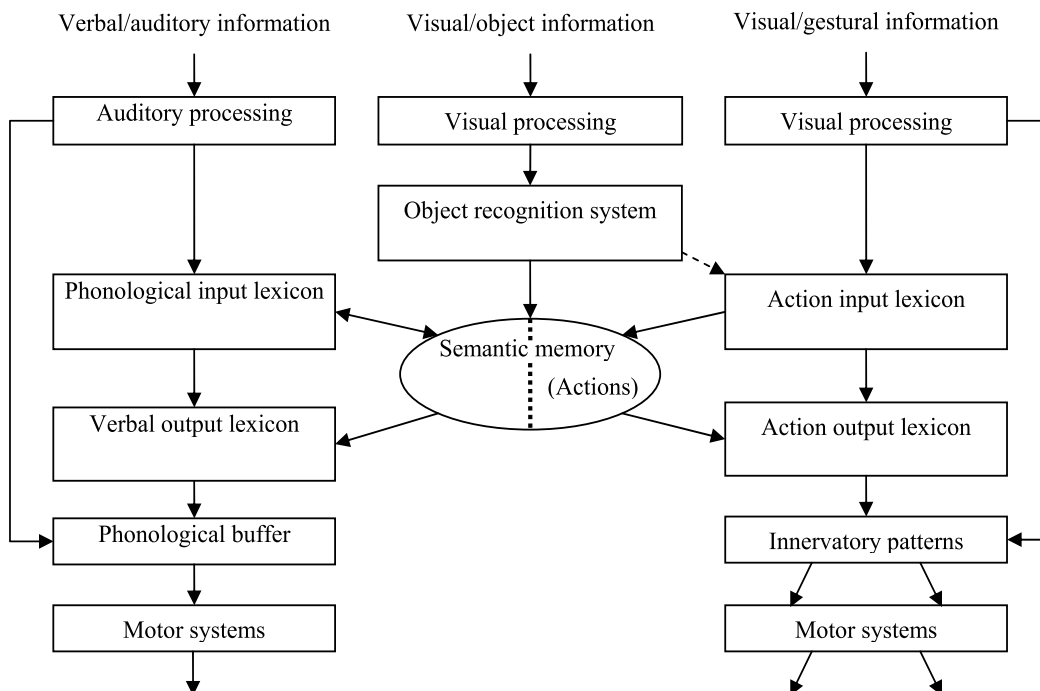 Verbal/auditory information
Visual/object information
Visual/gestural information
Auditory processing
Visual processing
Visual processing
Object recognition system
Phonological input lexicon
Action input lexicon
Semantic memory
(Actions)
Verbal output lexicon
Action output lexicon
Phonological buffer
Innervatory patterns
Motor systems
Motor systems